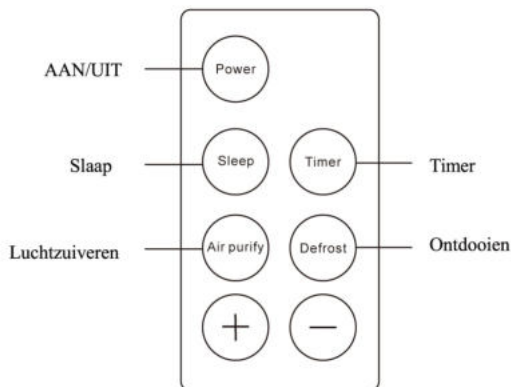 AAN/UIT Power
Slaap Sleep Timer Timer
Luchtzuiveren Air purify Defrost Ontdooien
+ −